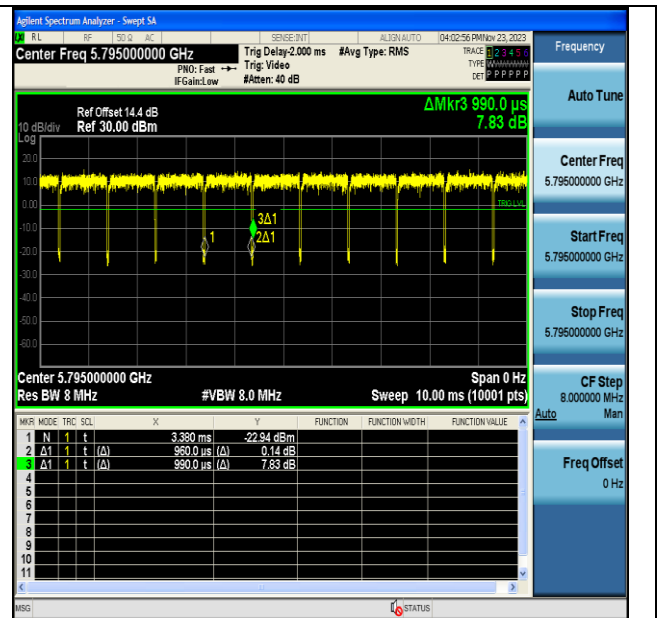 Agilent Spectrum Analyzer - Swept SA
RL RF 50 Ω AC SENSE:INT ALIGN AUTO 04:02:56 PM Nov 23, 2023
Center Freq 5.795000000 GHz Trig Delay-2.000 ms #Avg Type: RMS TRACE 1 2 3 4 5 6
PNO: Fast Trig: Video TYPE
IFGain:Low #Atten: 40 dB DET P P P P P P
Frequency
ΔMkr3 990.0 µs
7.83 dB
Ref Offset 14.4 dB
10 dB/div Ref 30.00 dBm
Log
20.0
10.0
0.00
-10.0
-20.0
-30.0
-40.0
-50.0
-60.0
TRIG LVL
3Δ1
1
2Δ1
Center 5.795000000 GHz Span 0 Hz
Res BW 8 MHz #VBW 8.0 MHz Sweep 10.00 ms (10001 pts)
MKR MODE TRC SCL X Y FUNCTION FUNCTION WIDTH FUNCTION VALUE
1 N 1 t 3.380 ms -22.94 dBm
2 Δ1 1 t (Δ) 960.0 µs (Δ) 0.14 dB
3 Δ1 1 t (Δ) 990.0 µs (Δ) 7.83 dB
4
5
6
7
8
9
10
11
Auto Tune
Center Freq
5.795000000 GHz
Start Freq
5.795000000 GHz
Stop Freq
5.795000000 GHz
CF Step
8.000000 MHz
Auto Man
Freq Offset
0 Hz
MSG STATUS